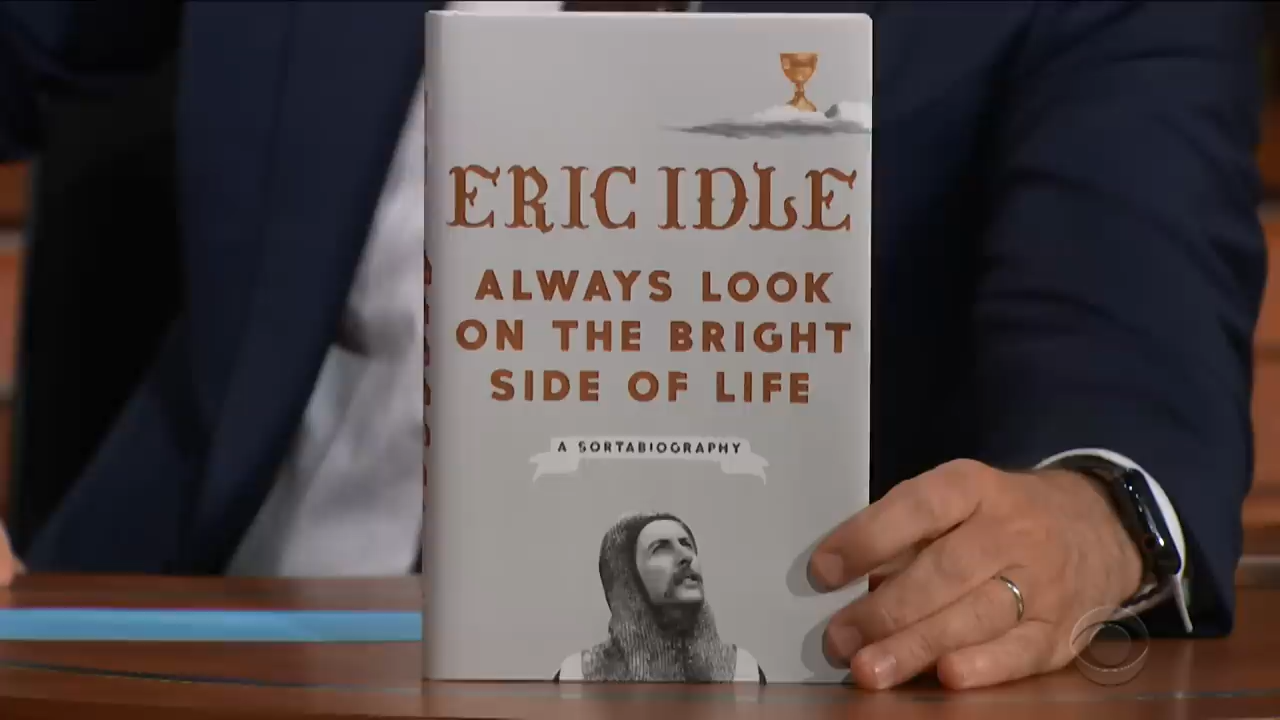 ERIC IDLE
ALWAYS LOOK
ON THE BRIGHT
SIDE OF LIFE
A SORTABIOGRAPHY